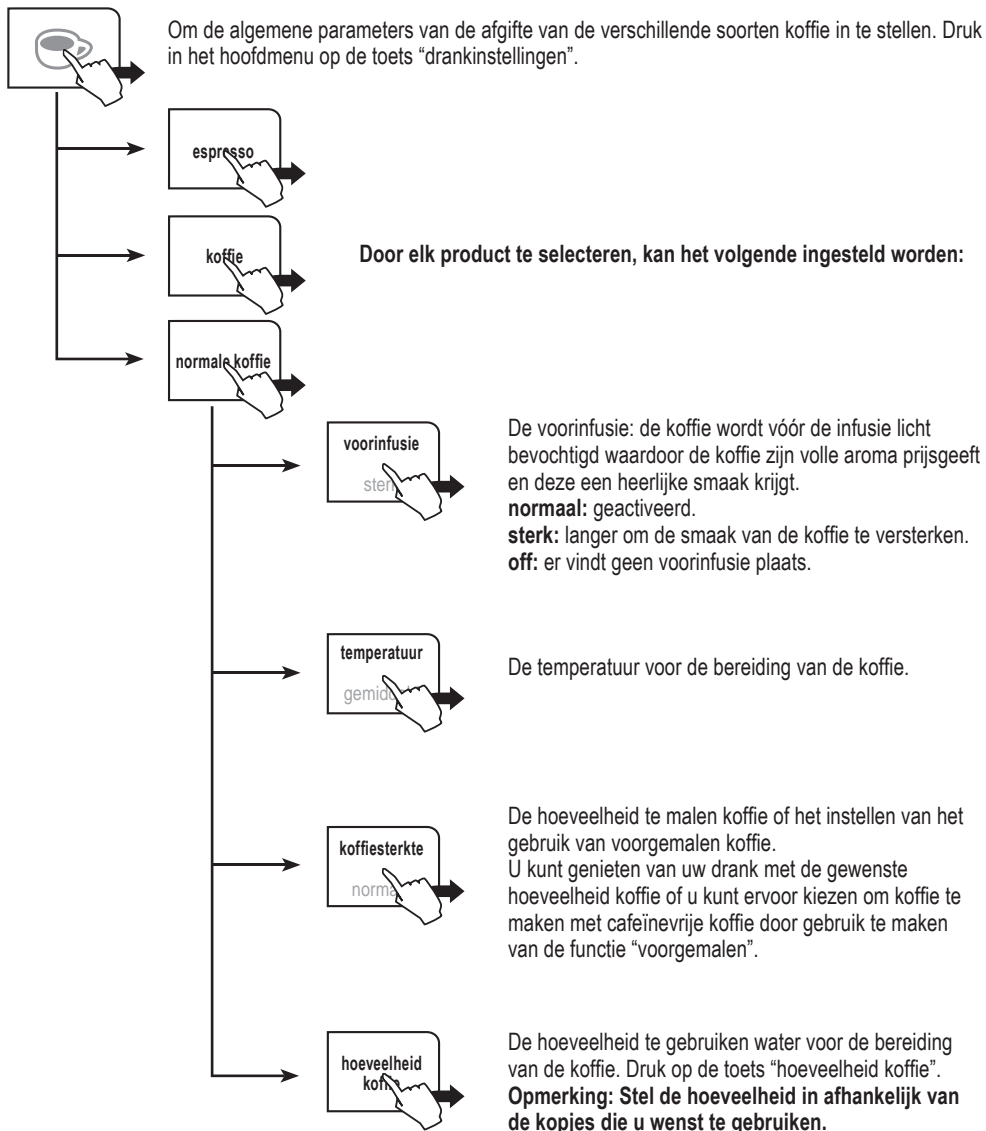 Om de algemene parameters van de afgifte van de verschillende soorten koffie in te stellen. Druk
in het hoofdmenu op de toets “drankinstellingen”.
espresso
koffie
Door elk product te selecteren, kan het volgende ingesteld worden:
normale koffie
voorinfusie
sterk
De voorinfusie: de koffie wordt vóór de infusie licht
bevochtigd waardoor de koffie zijn volle aroma prijsgeeft
en deze een heerlijke smaak krijgt.
normaal: geactiveerd.
sterk: langer om de smaak van de koffie te versterken.
off: er vindt geen voorinfusie plaats.
temperatuur
De temperatuur voor de bereiding van de koffie.
koffiesterkte
De hoeveelheid te malen koffie of het instellen van het
gebruik van voorgemalen koffie.
U kunt genieten van uw drank met de gewenste
hoeveelheid koffie of u kunt ervoor kiezen om koffie te
maken met cafeïnevrije koffie door gebruik te maken
van de functie “voorgemalen”.
hoeveelheid
koffie
De hoeveelheid te gebruiken water voor de bereiding
van de koffie. Druk op de toets “hoeveelheid koffie”.
Opmerking: Stel de hoeveelheid in afhankelijk van
de kopjes die u wenst te gebruiken.